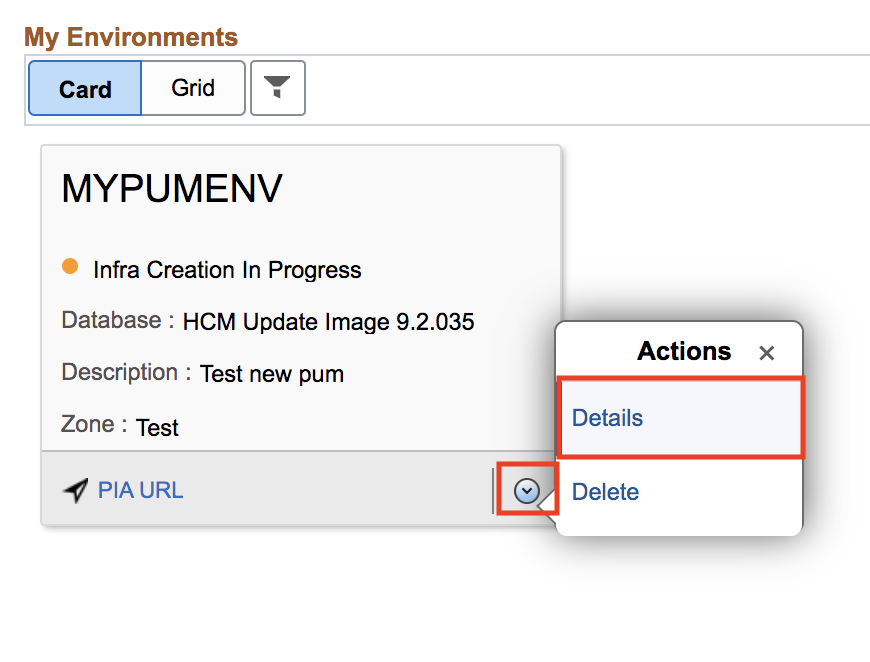 My Environments
Card Grid
MYPUMENV
Infra Creation In Progress
Database : HCM Update Image 9.2.035
Description : Test new pum
Zone : Test
PIA URL
Actions ×
Details
Delete